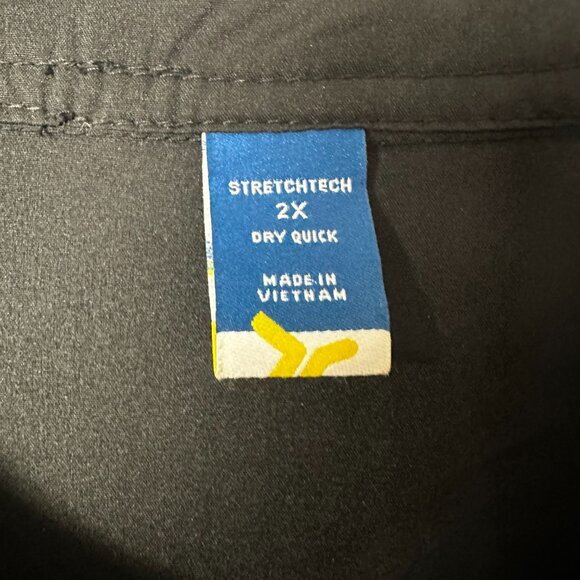 STRETCHTECH
2X
DRY QUICK
MADE IN
VIETNAM